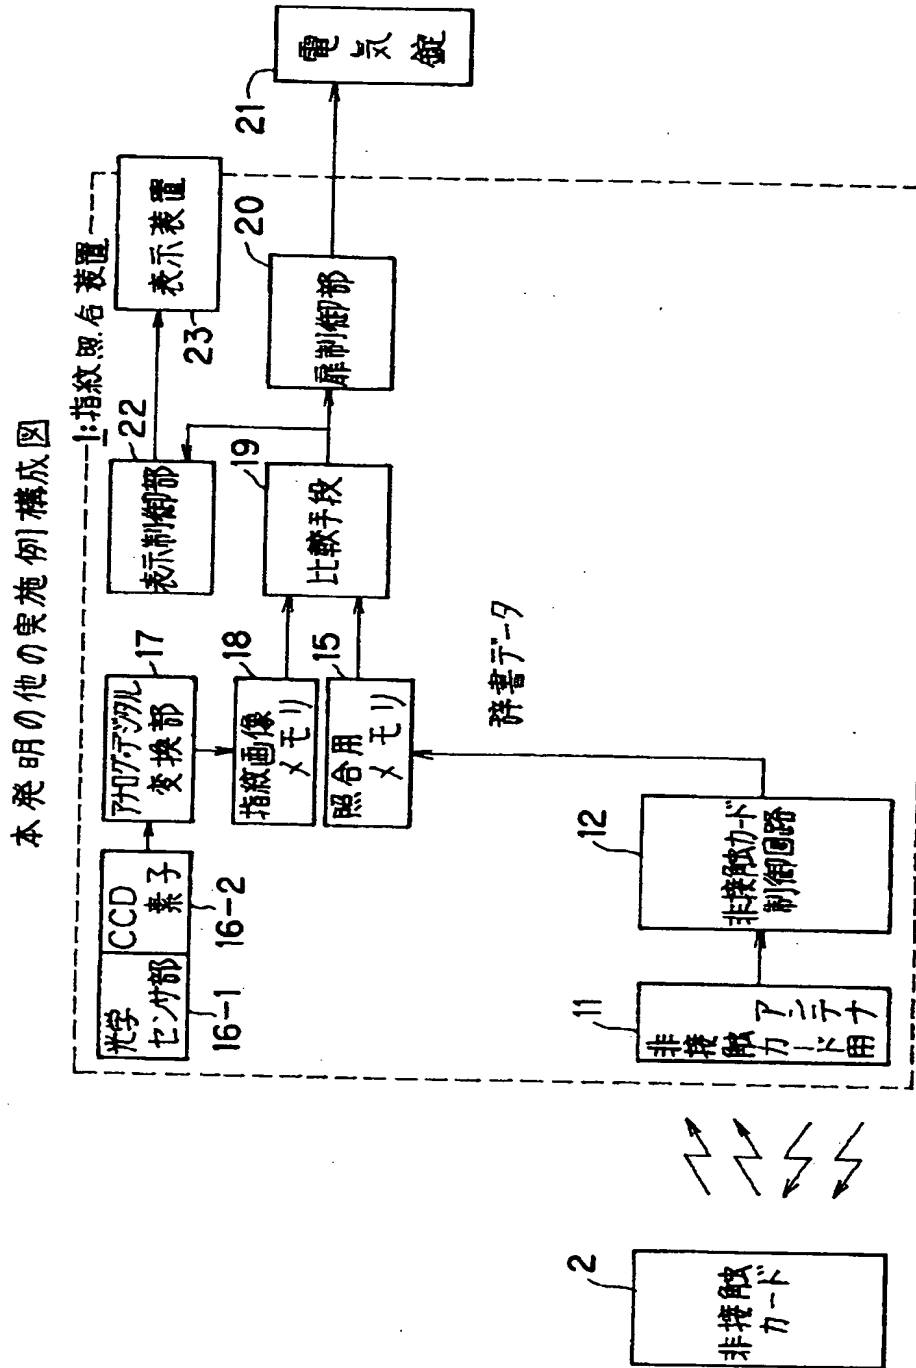 本発明の他の実施例構成図
1:指紋照合装置
光学
センサ部
16-1
CCD
素子
16-2
アナログ・デジタル
変換部
17
指紋画像
メモリ
18
照合用
メモリ
15
表示制御部
22
表示装置
23
比較手段
19
扉制御部
20
電気錠
21
辞書データ
非接触カード
制御回路
12
非接触カード用
アンテナ
11
非接触
カード
2